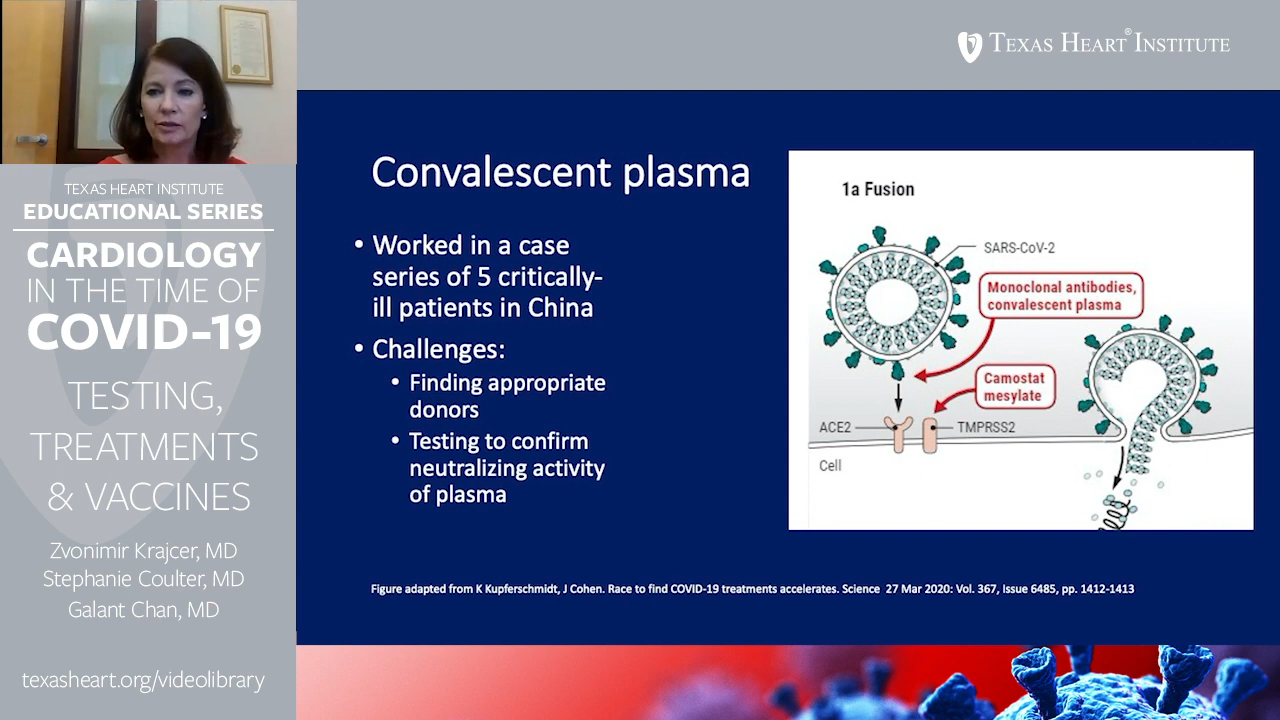 TEXAS HEART® INSTITUTE
TEXAS HEART INSTITUTE
EDUCATIONAL SERIES
CARDIOLOGY
IN THE TIME OF
COVID-19
TESTING,
TREATMENTS
& VACCINES
Zvonimir Krajcer, MD
Stephanie Coulter, MD
Galant Chan, MD
texasheart.org/videolibrary
Convalescent plasma
• Worked in a case
series of 5 critically-
ill patients in China
• Challenges:
• Finding appropriate
donors
• Testing to confirm
neutralizing activity
of plasma
1a Fusion
SARS-CoV-2
Monoclonal antibodies,
convalescent plasma
Camostat
mesylate
ACE2
TMPRSS2
Cell
Figure adapted from K Kupferschmidt, J Cohen. Race to find COVID-19 treatments accelerates. Science 27 Mar 2020: Vol. 367, Issue 6485, pp. 1412-1413